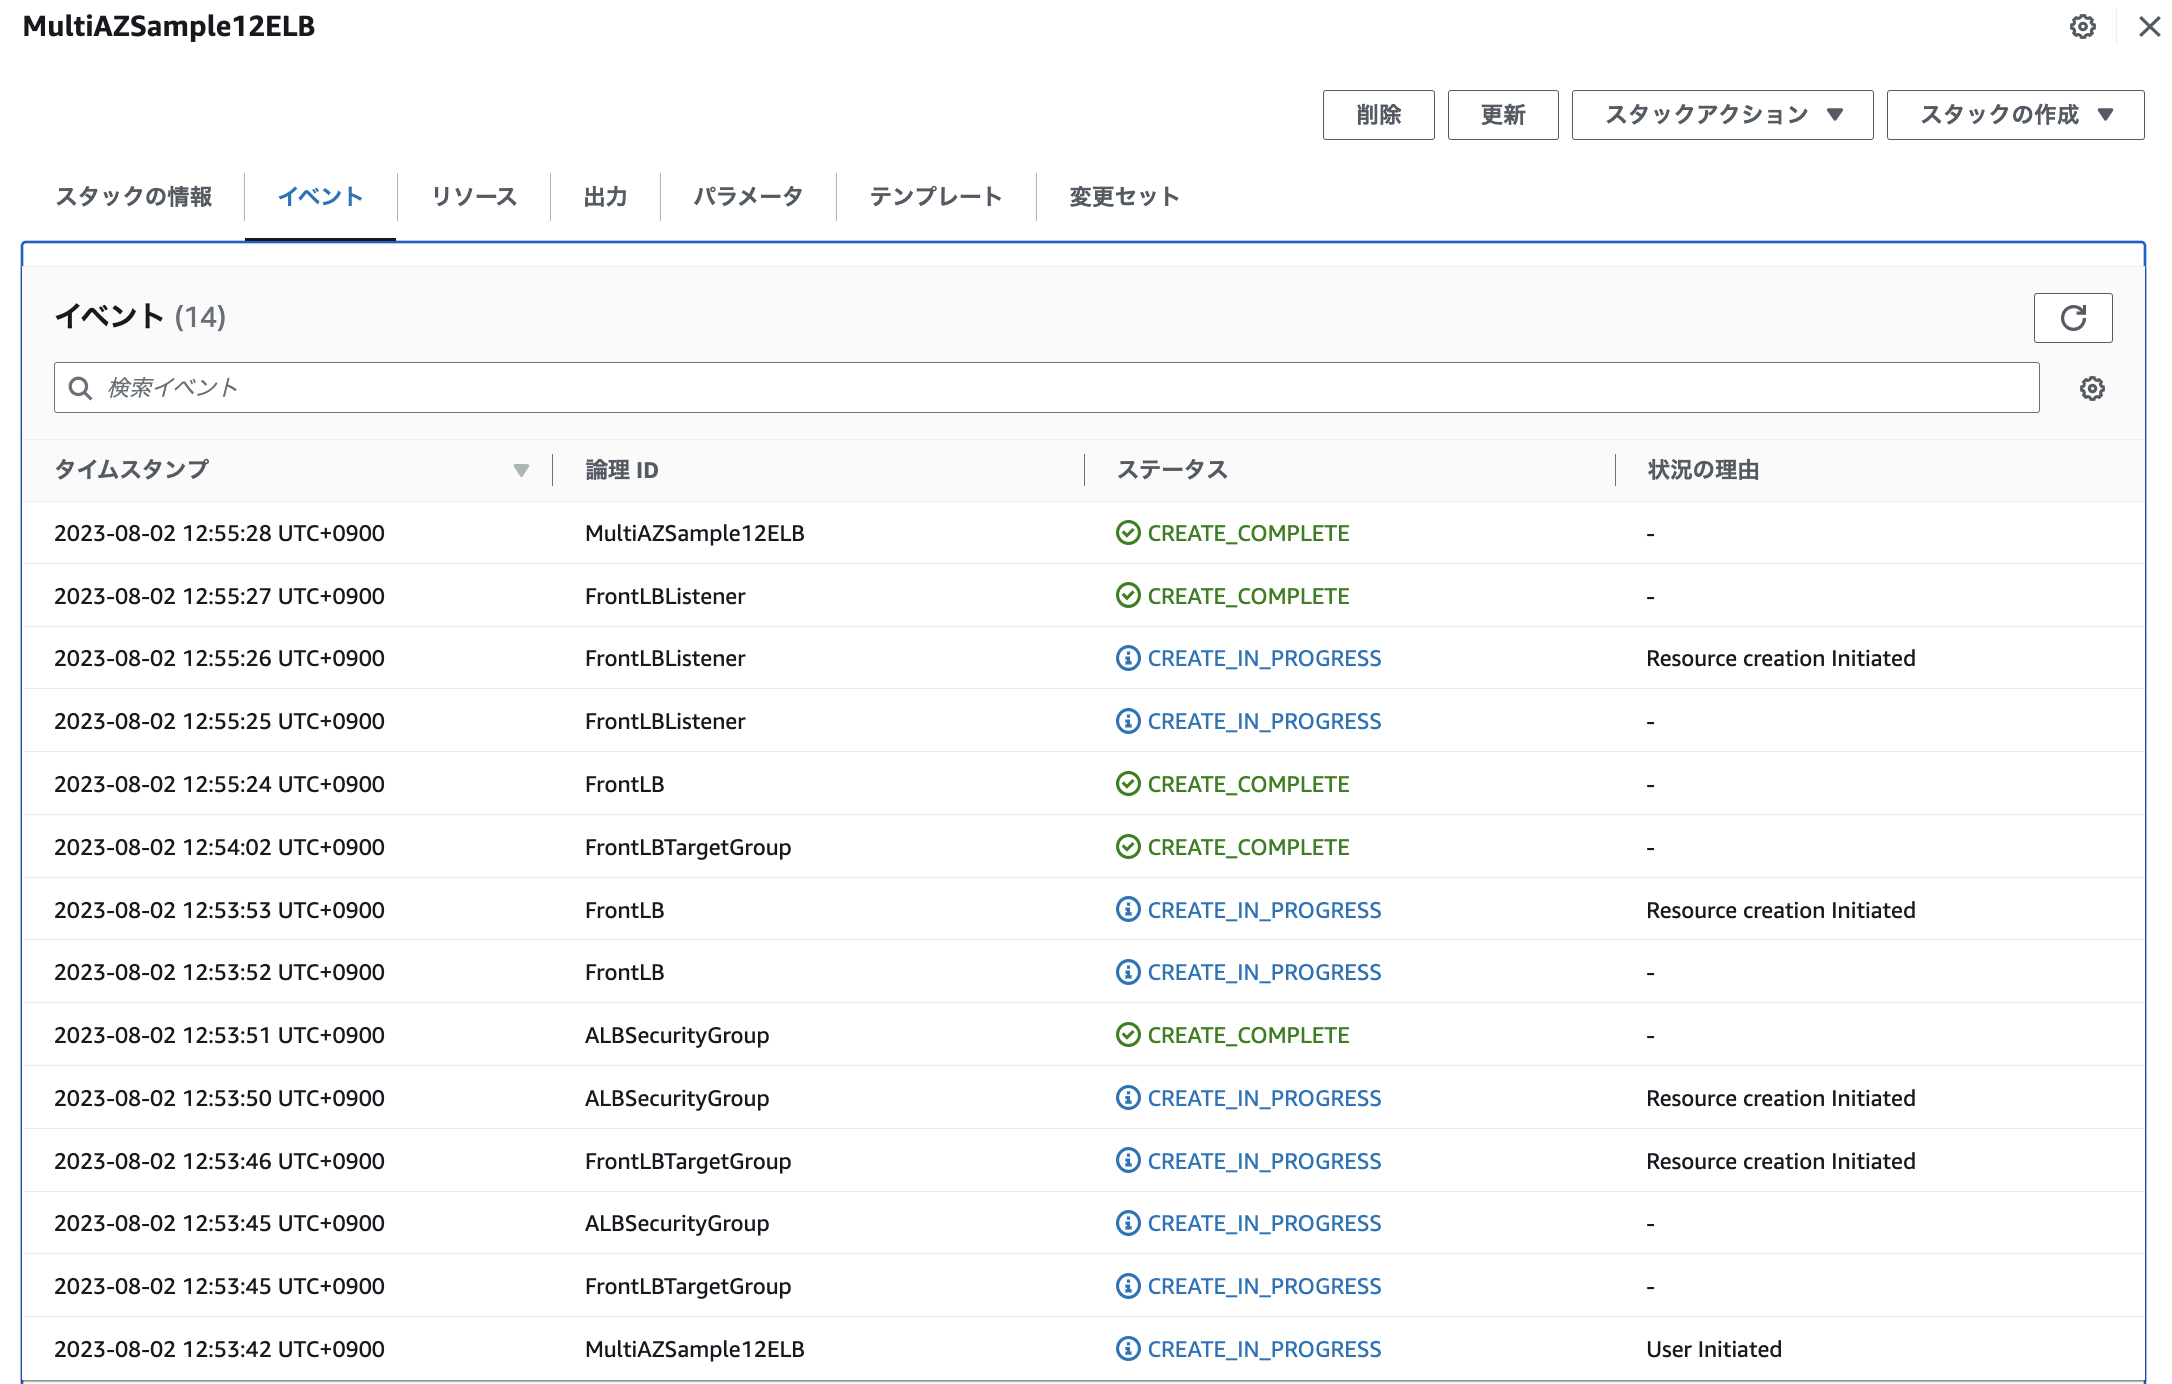 MultiAZSample12ELB
削除 更新 スタックアクション スタックの作成
スタックの情報 イベント リソース 出力 パラメータ テンプレート 変更セット
イベント (14)
検索イベント
タイムスタンプ 論理 ID ステータス 状況の理由
2023-08-02 12:55:28 UTC+0900 MultiAZSample12ELB CREATE_COMPLETE -
2023-08-02 12:55:27 UTC+0900 FrontLBListener CREATE_COMPLETE -
2023-08-02 12:55:26 UTC+0900 FrontLBListener CREATE_IN_PROGRESS Resource creation Initiated
2023-08-02 12:55:25 UTC+0900 FrontLBListener CREATE_IN_PROGRESS -
2023-08-02 12:55:24 UTC+0900 FrontLB CREATE_COMPLETE -
2023-08-02 12:54:02 UTC+0900 FrontLBTargetGroup CREATE_COMPLETE -
2023-08-02 12:53:53 UTC+0900 FrontLB CREATE_IN_PROGRESS Resource creation Initiated
2023-08-02 12:53:52 UTC+0900 FrontLB CREATE_IN_PROGRESS -
2023-08-02 12:53:51 UTC+0900 ALBSecurityGroup CREATE_COMPLETE -
2023-08-02 12:53:50 UTC+0900 ALBSecurityGroup CREATE_IN_PROGRESS Resource creation Initiated
2023-08-02 12:53:46 UTC+0900 FrontLBTargetGroup CREATE_IN_PROGRESS Resource creation Initiated
2023-08-02 12:53:45 UTC+0900 ALBSecurityGroup CREATE_IN_PROGRESS -
2023-08-02 12:53:45 UTC+0900 FrontLBTargetGroup CREATE_IN_PROGRESS -
2023-08-02 12:53:42 UTC+0900 MultiAZSample12ELB CREATE_IN_PROGRESS User Initiated